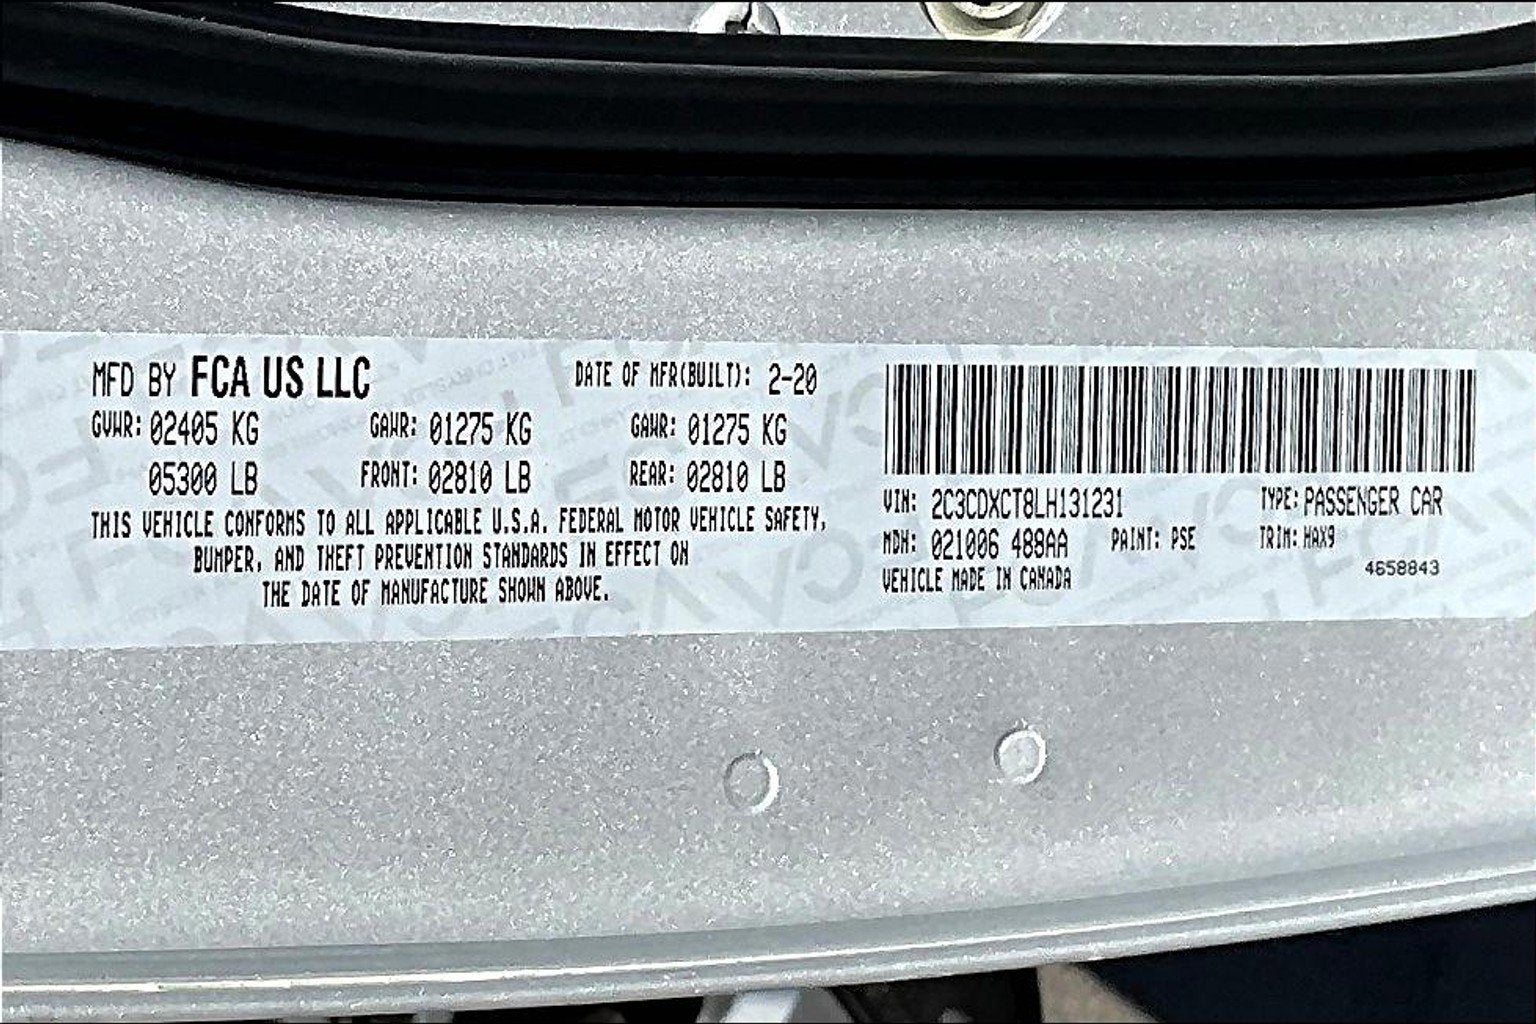 MFD BY FCA US LLC
DATE OF MFR(BUILT): 2-20
GVWR: 02405 KG
GAWR: 01275 KG
GAWR: 01275 KG
05300 LB
FRONT: 02810 LB
REAR: 02810 LB
THIS VEHICLE CONFORMS TO ALL APPLICABLE U.S.A. FEDERAL MOTOR VEHICLE SAFETY,
BUMPER, AND THEFT PREVENTION STANDARDS IN EFFECT ON
THE DATE OF MANUFACTURE SHOWN ABOVE.
VIN: 2C3CDXCT8LH131231
TYPE: PASSENGER CAR
MDH: 021006 488AA
PAINT: PSE
TRIM: HAX9
VEHICLE MADE IN CANADA
4658843